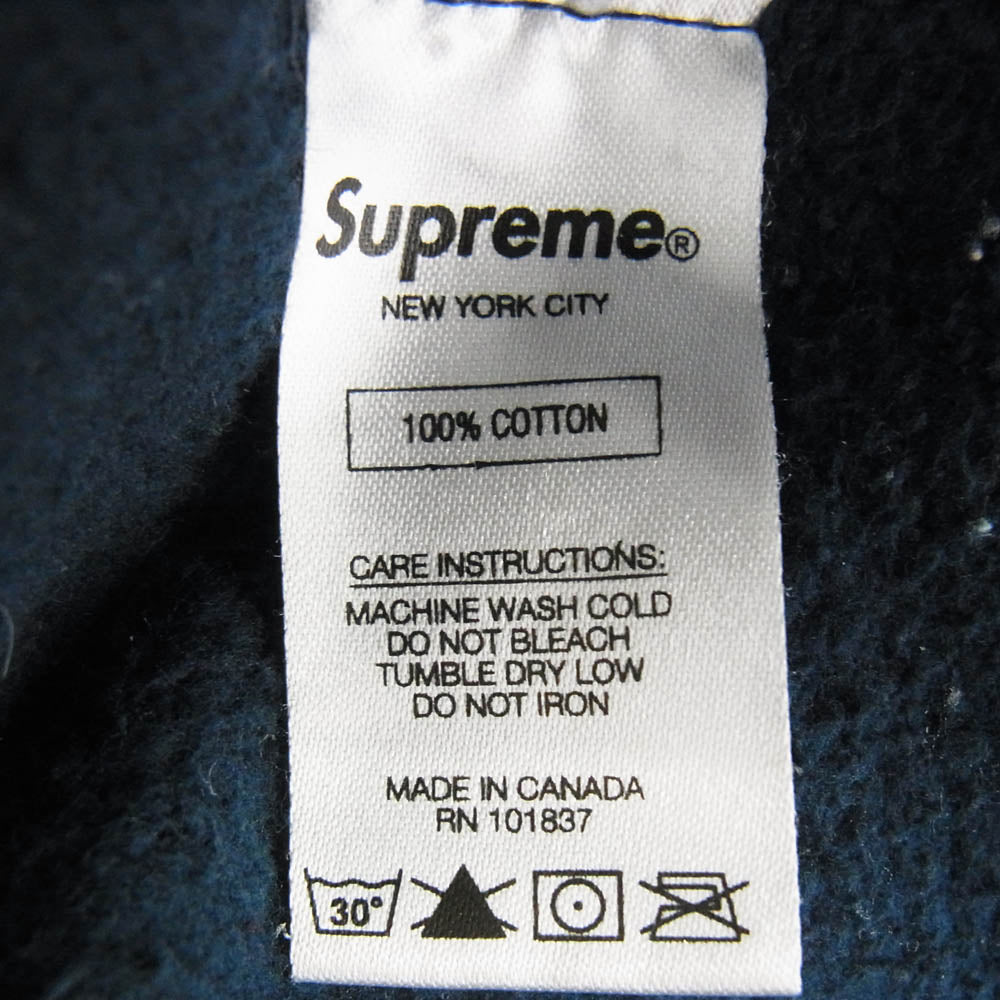 Supreme®
NEW YORK CITY
100% COTTON
CARE INSTRUCTIONS:
MACHINE WASH COLD
DO NOT BLEACH
TUMBLE DRY LOW
DO NOT IRON
MADE IN CANADA
RN 101837
30°